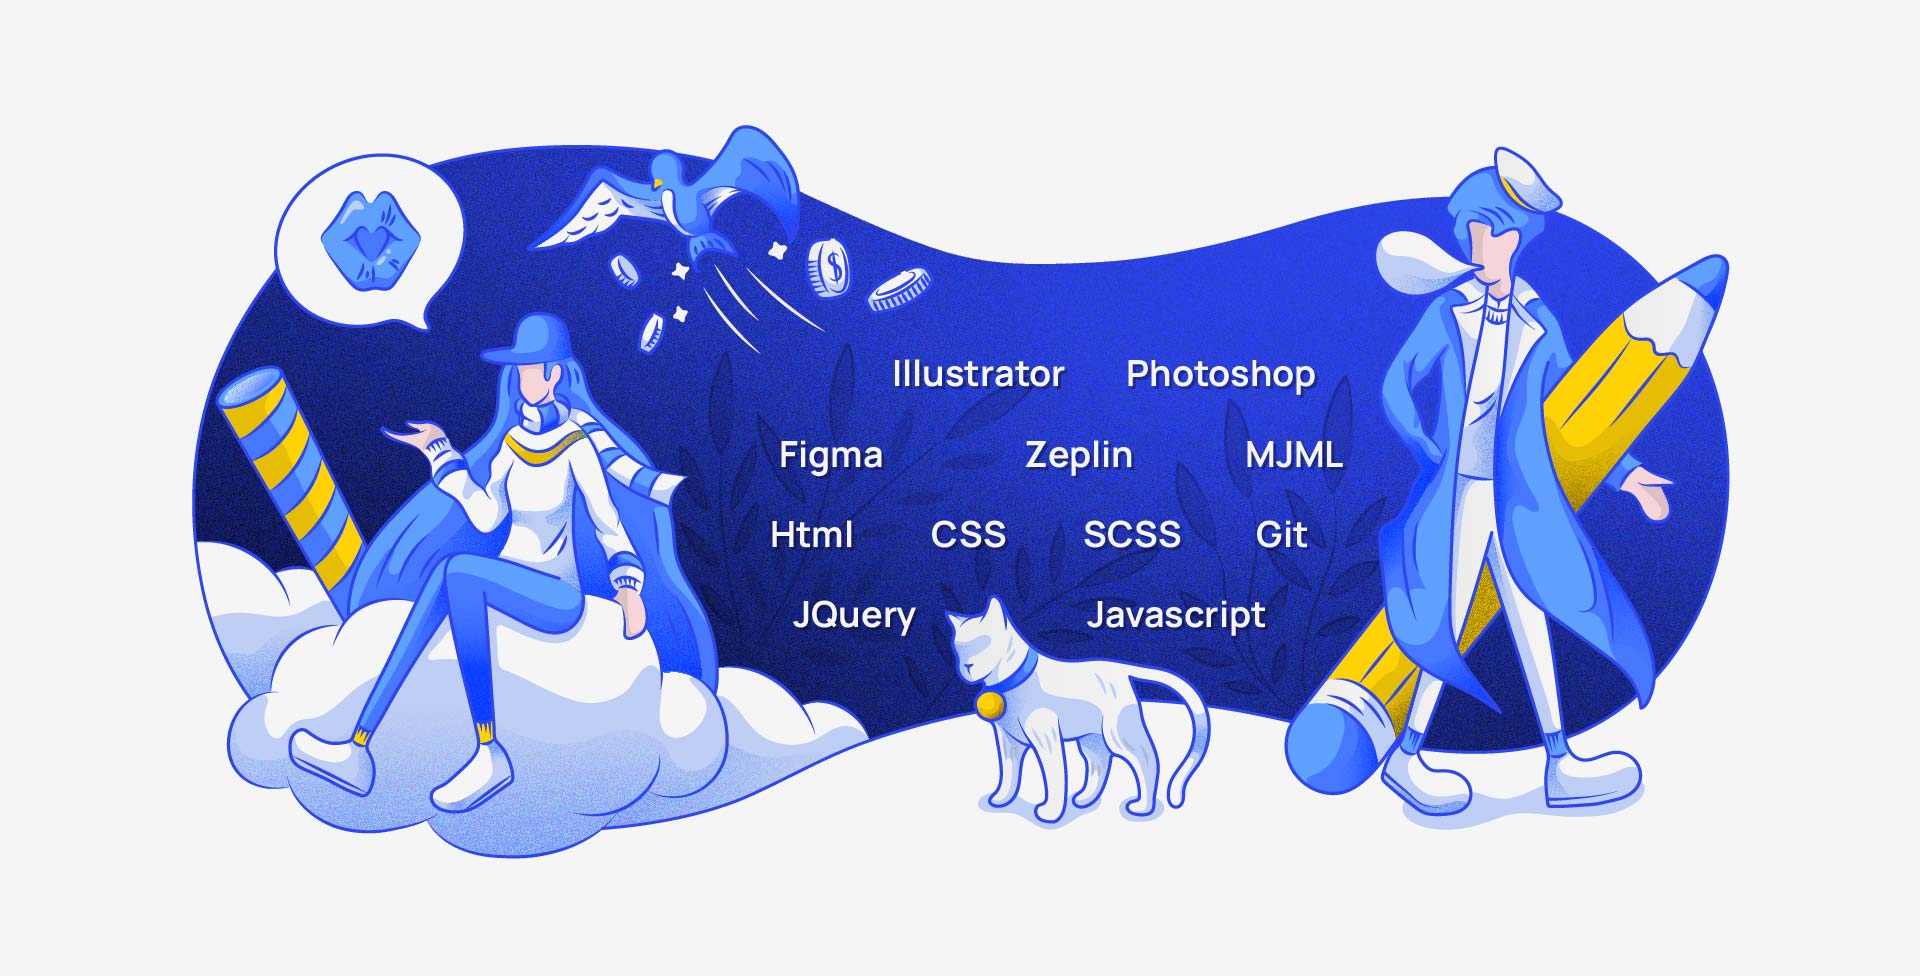 $
Illustrator Photoshop
Figma Zeplin MJML
Html CSS SCSS Git
JQuery Javascript